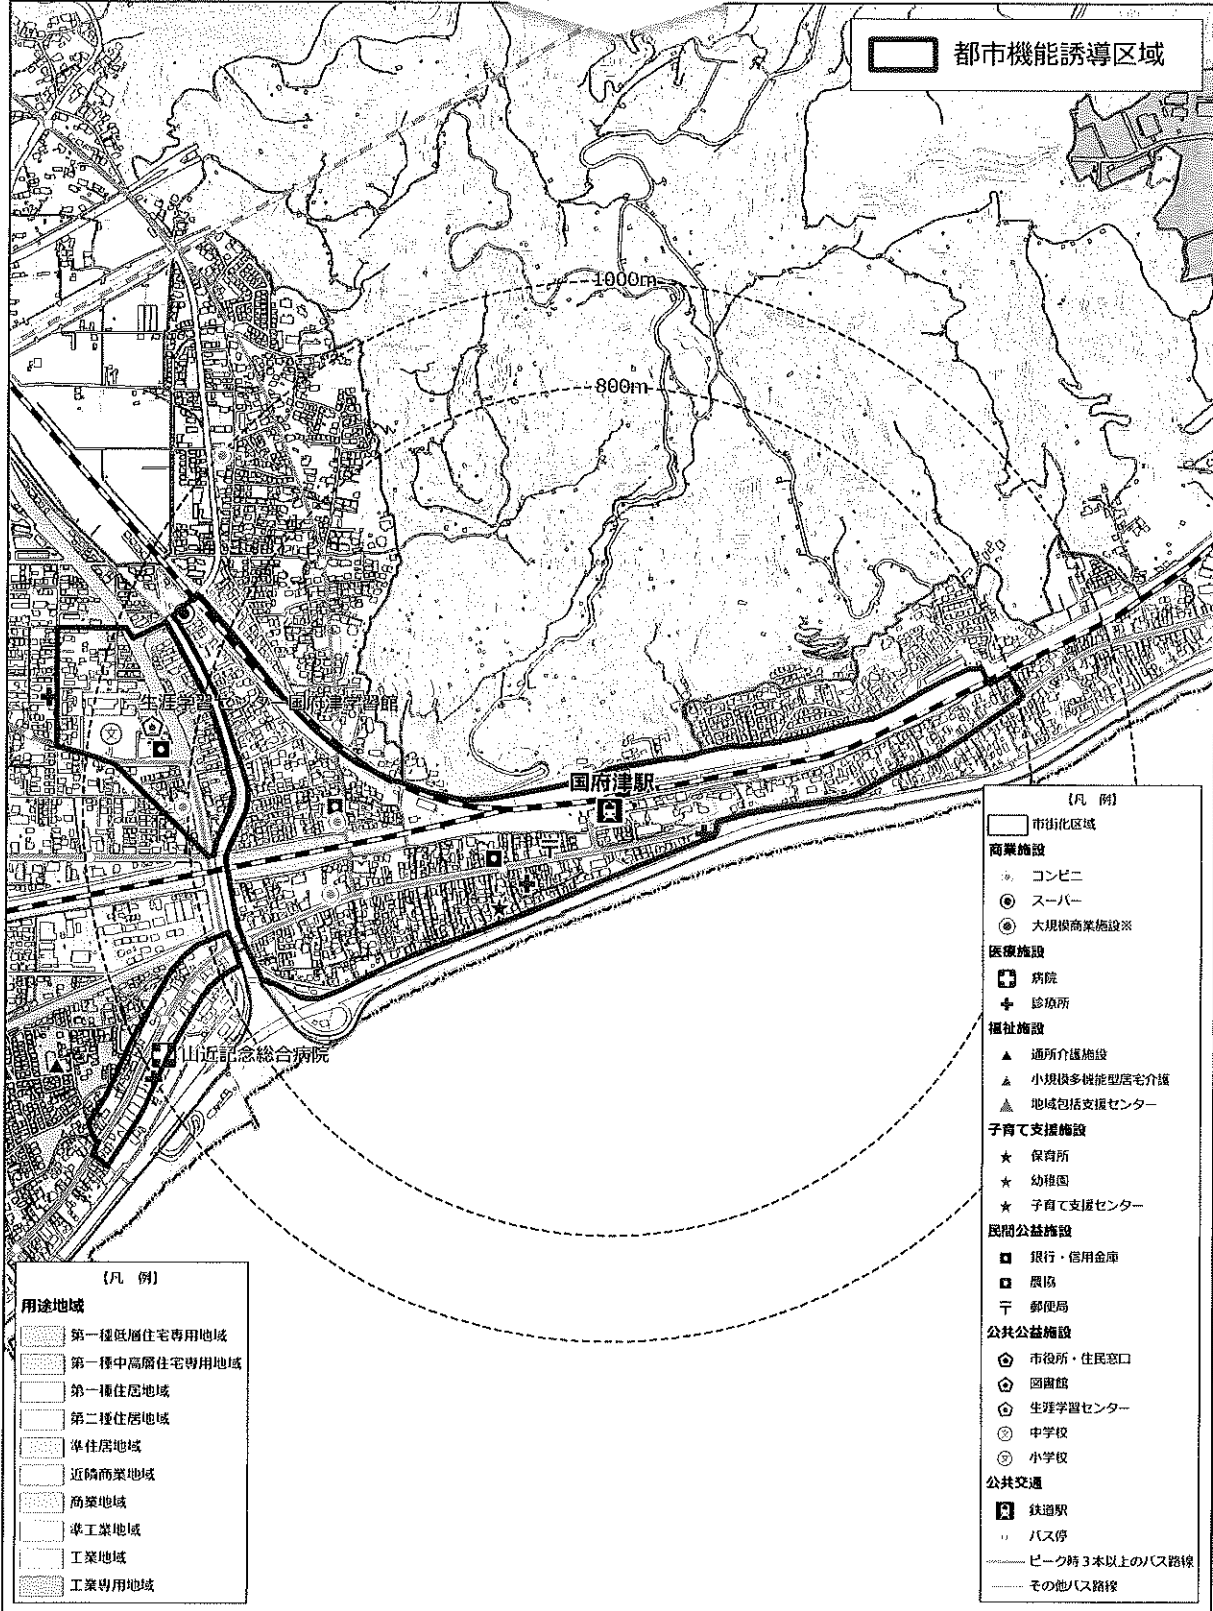 都市機能誘導区域
1000m
800m
生涯学習センター国府津学習館
国府津駅
山近記念総合病院
【凡 例】
市街化区域
商業施設
コンビニ
スーパー
大規模商業施設※
医療施設
病院
診療所
福祉施設
通所介護施設
小規模多機能型居宅介護
地域包括支援センター
子育て支援施設
保育所
幼稚園
子育て支援センター
民間公益施設
銀行・信用金庫
農協
郵便局
公共公益施設
市役所・住民窓口
図書館
生涯学習センター
中学校
小学校
公共交通
鉄道駅
バス停
ピーク時3本以上のバス路線
その他バス路線
【凡 例】
用途地域
第一種低層住宅専用地域
第一種中高層住宅専用地域
第一種住居地域
第二種住居地域
準住居地域
近隣商業地域
商業地域
準工業地域
工業地域
工業専用地域